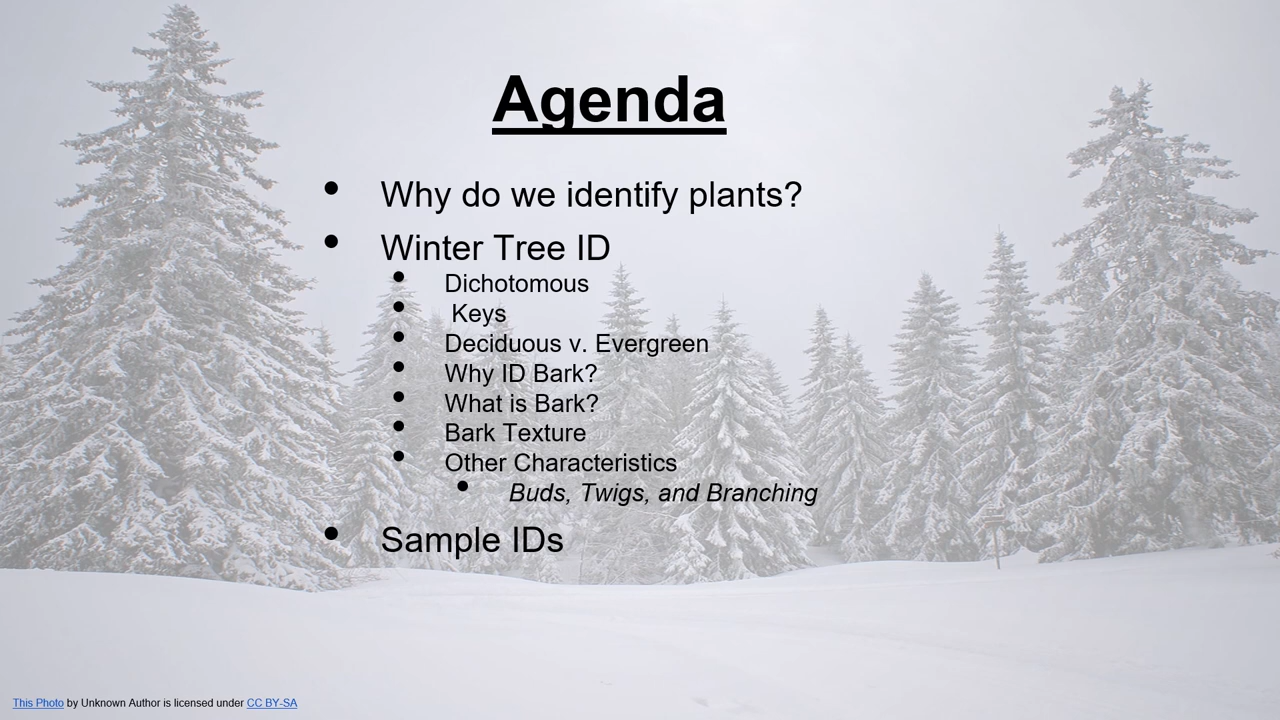 Agenda
• Why do we identify plants?
• Winter Tree ID
• Dichotomous
• Keys
• Deciduous v. Evergreen
• Why ID Bark?
• What is Bark?
• Bark Texture
• Other Characteristics
• Buds, Twigs, and Branching
• Sample IDs
This Photo by Unknown Author is licensed under CC BY-SA